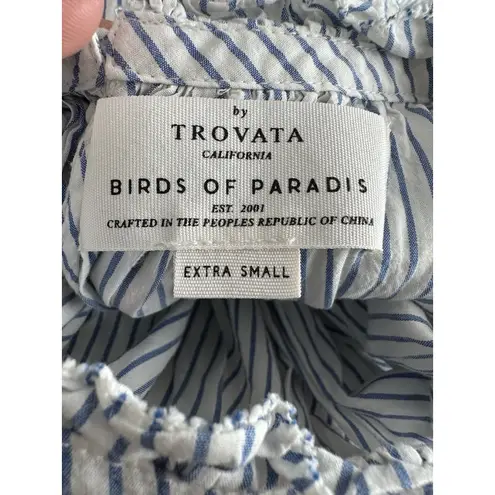 by
TROVATA
CALIFORNIA
BIRDS OF PARADIS
EST. 2001
CRAFTED IN THE PEOPLES REPUBLIC OF CHINA
EXTRA SMALL